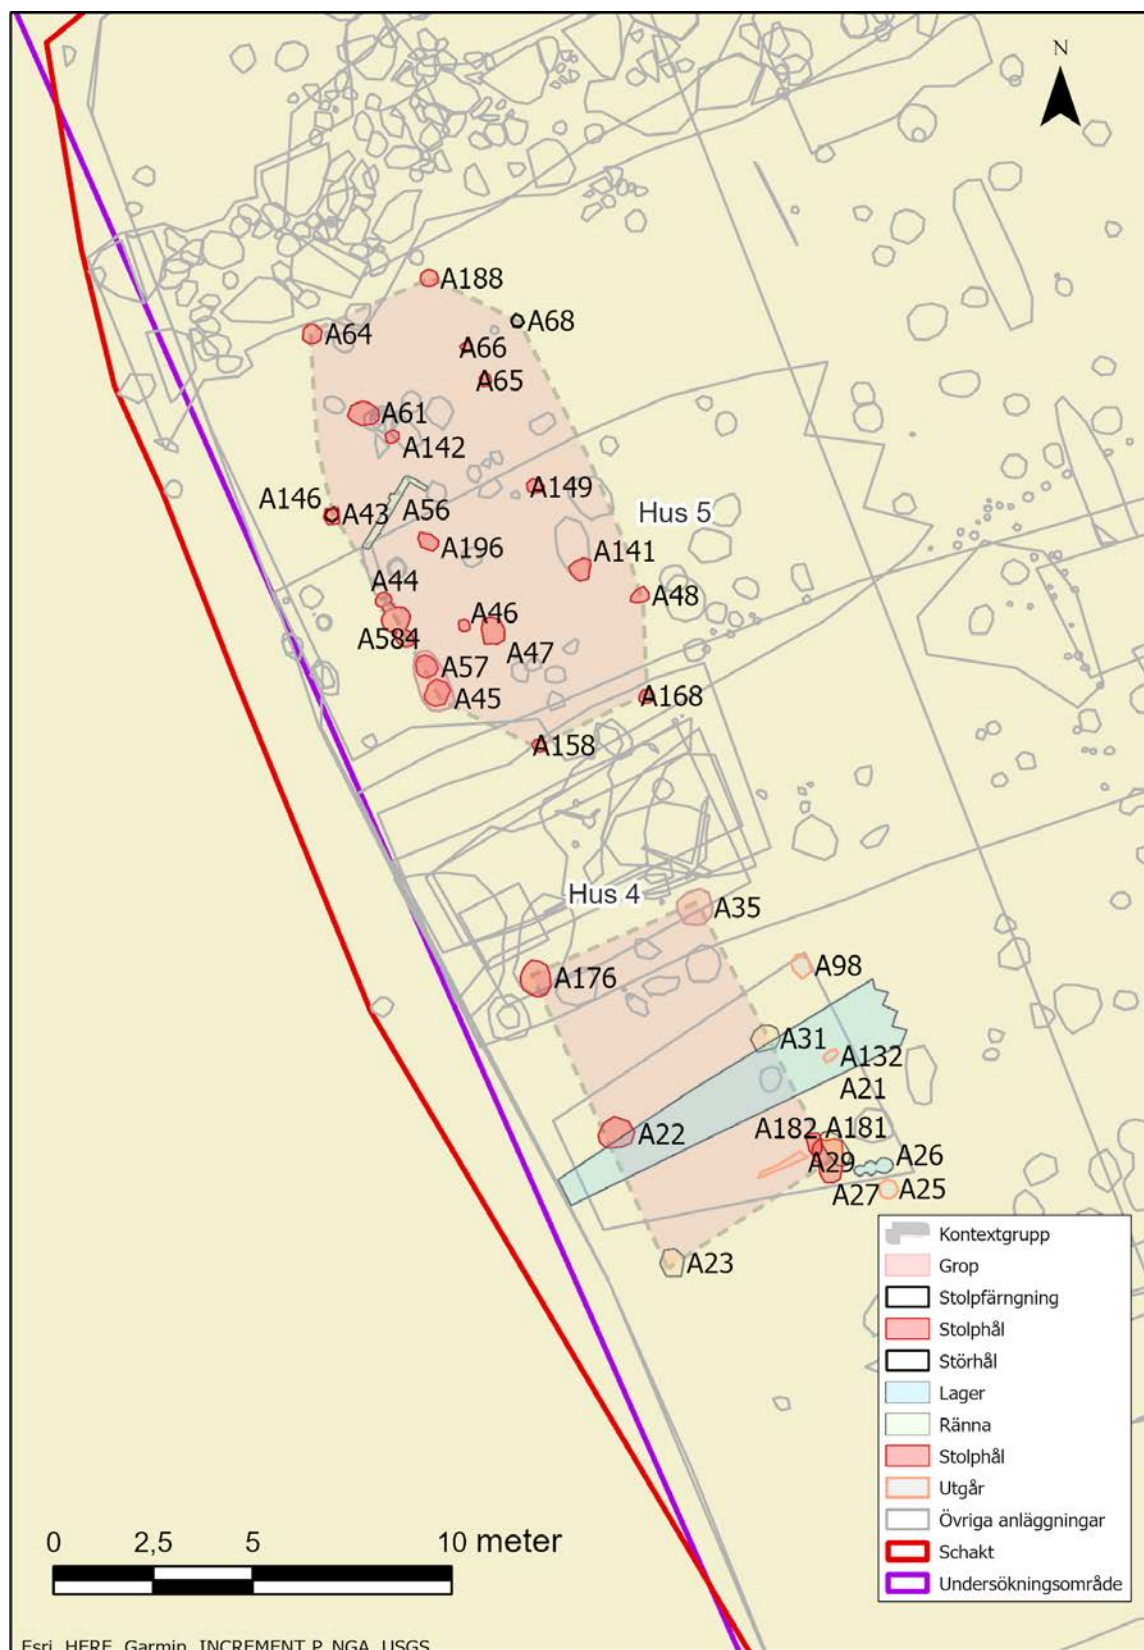 N
A188
A64
A68
A66
A65
A61
A142
A149
A146
A43
A56
Hus 5
A196
A141
A44
A46
A48
A584
A47
A57
A45
A168
A158
Hus 4
A35
A176
A98
A31
A132
A21
A22
A182
A181
A29
A26
A27
A25
A23
Kontextgrupp
Grop
Stolpfärngning
Stolphål
Störhål
Lager
Ränna
Stolphål
Utgår
Övriga anläggningar
Schakt
Undersökningsområde
0 2,5 5 10 meter
Esri, HERE, Garmin, INCREMENT P, NGA, USGS